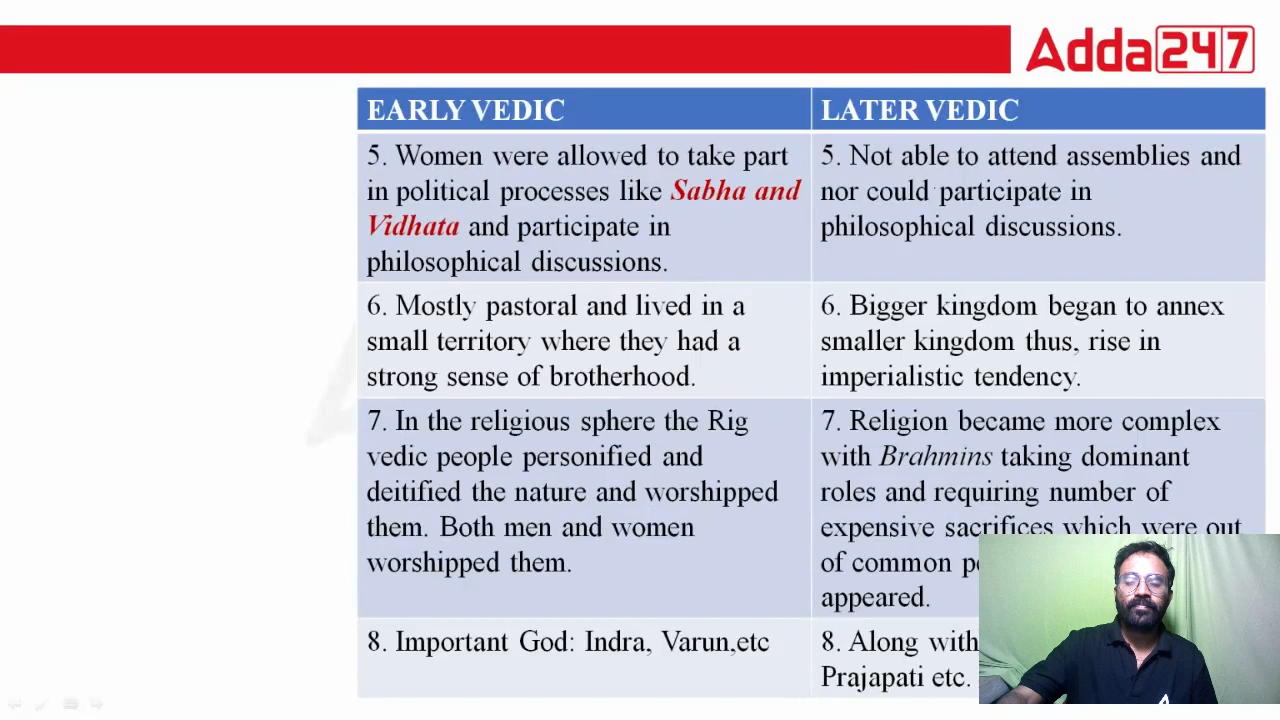 Adda247
EARLY VEDIC
LATER VEDIC
5. Women were allowed to take part
in political processes like Sabha and
Vidhata and participate in
philosophical discussions.
5. Not able to attend assemblies and
nor could participate in
philosophical discussions.
6. Mostly pastoral and lived in a
small territory where they had a
strong sense of brotherhood.
6. Bigger kingdom began to annex
smaller kingdom thus, rise in
imperialistic tendency.
7. In the religious sphere the Rig
vedic people personified and
deitified the nature and worshipped
them. Both men and women
worshipped them.
7. Religion became more complex
with Brahmins taking dominant
roles and requiring number of
expensive sacrifices which were out
of common
appeared.
8. Important God: Indra, Varun,etc
8. Along with
Prajapati etc.